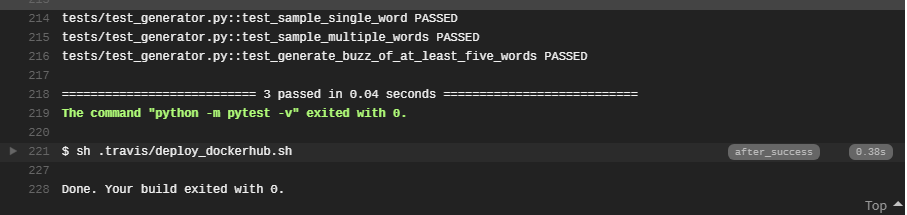 213
214 tests/test_generator.py::test_sample_single_word PASSED
215 tests/test_generator.py::test_sample_multiple_words PASSED
216 tests/test_generator.py::test_generate_buzz_of_at_least_five_words PASSED
217
218 =========================== 3 passed in 0.04 seconds ===========================
219 The command "python -m pytest -v" exited with 0.
220
221 $ sh .travis/deploy_dockerhub.sh after_success 0.38s
227
228 Done. Your build exited with 0.
Top